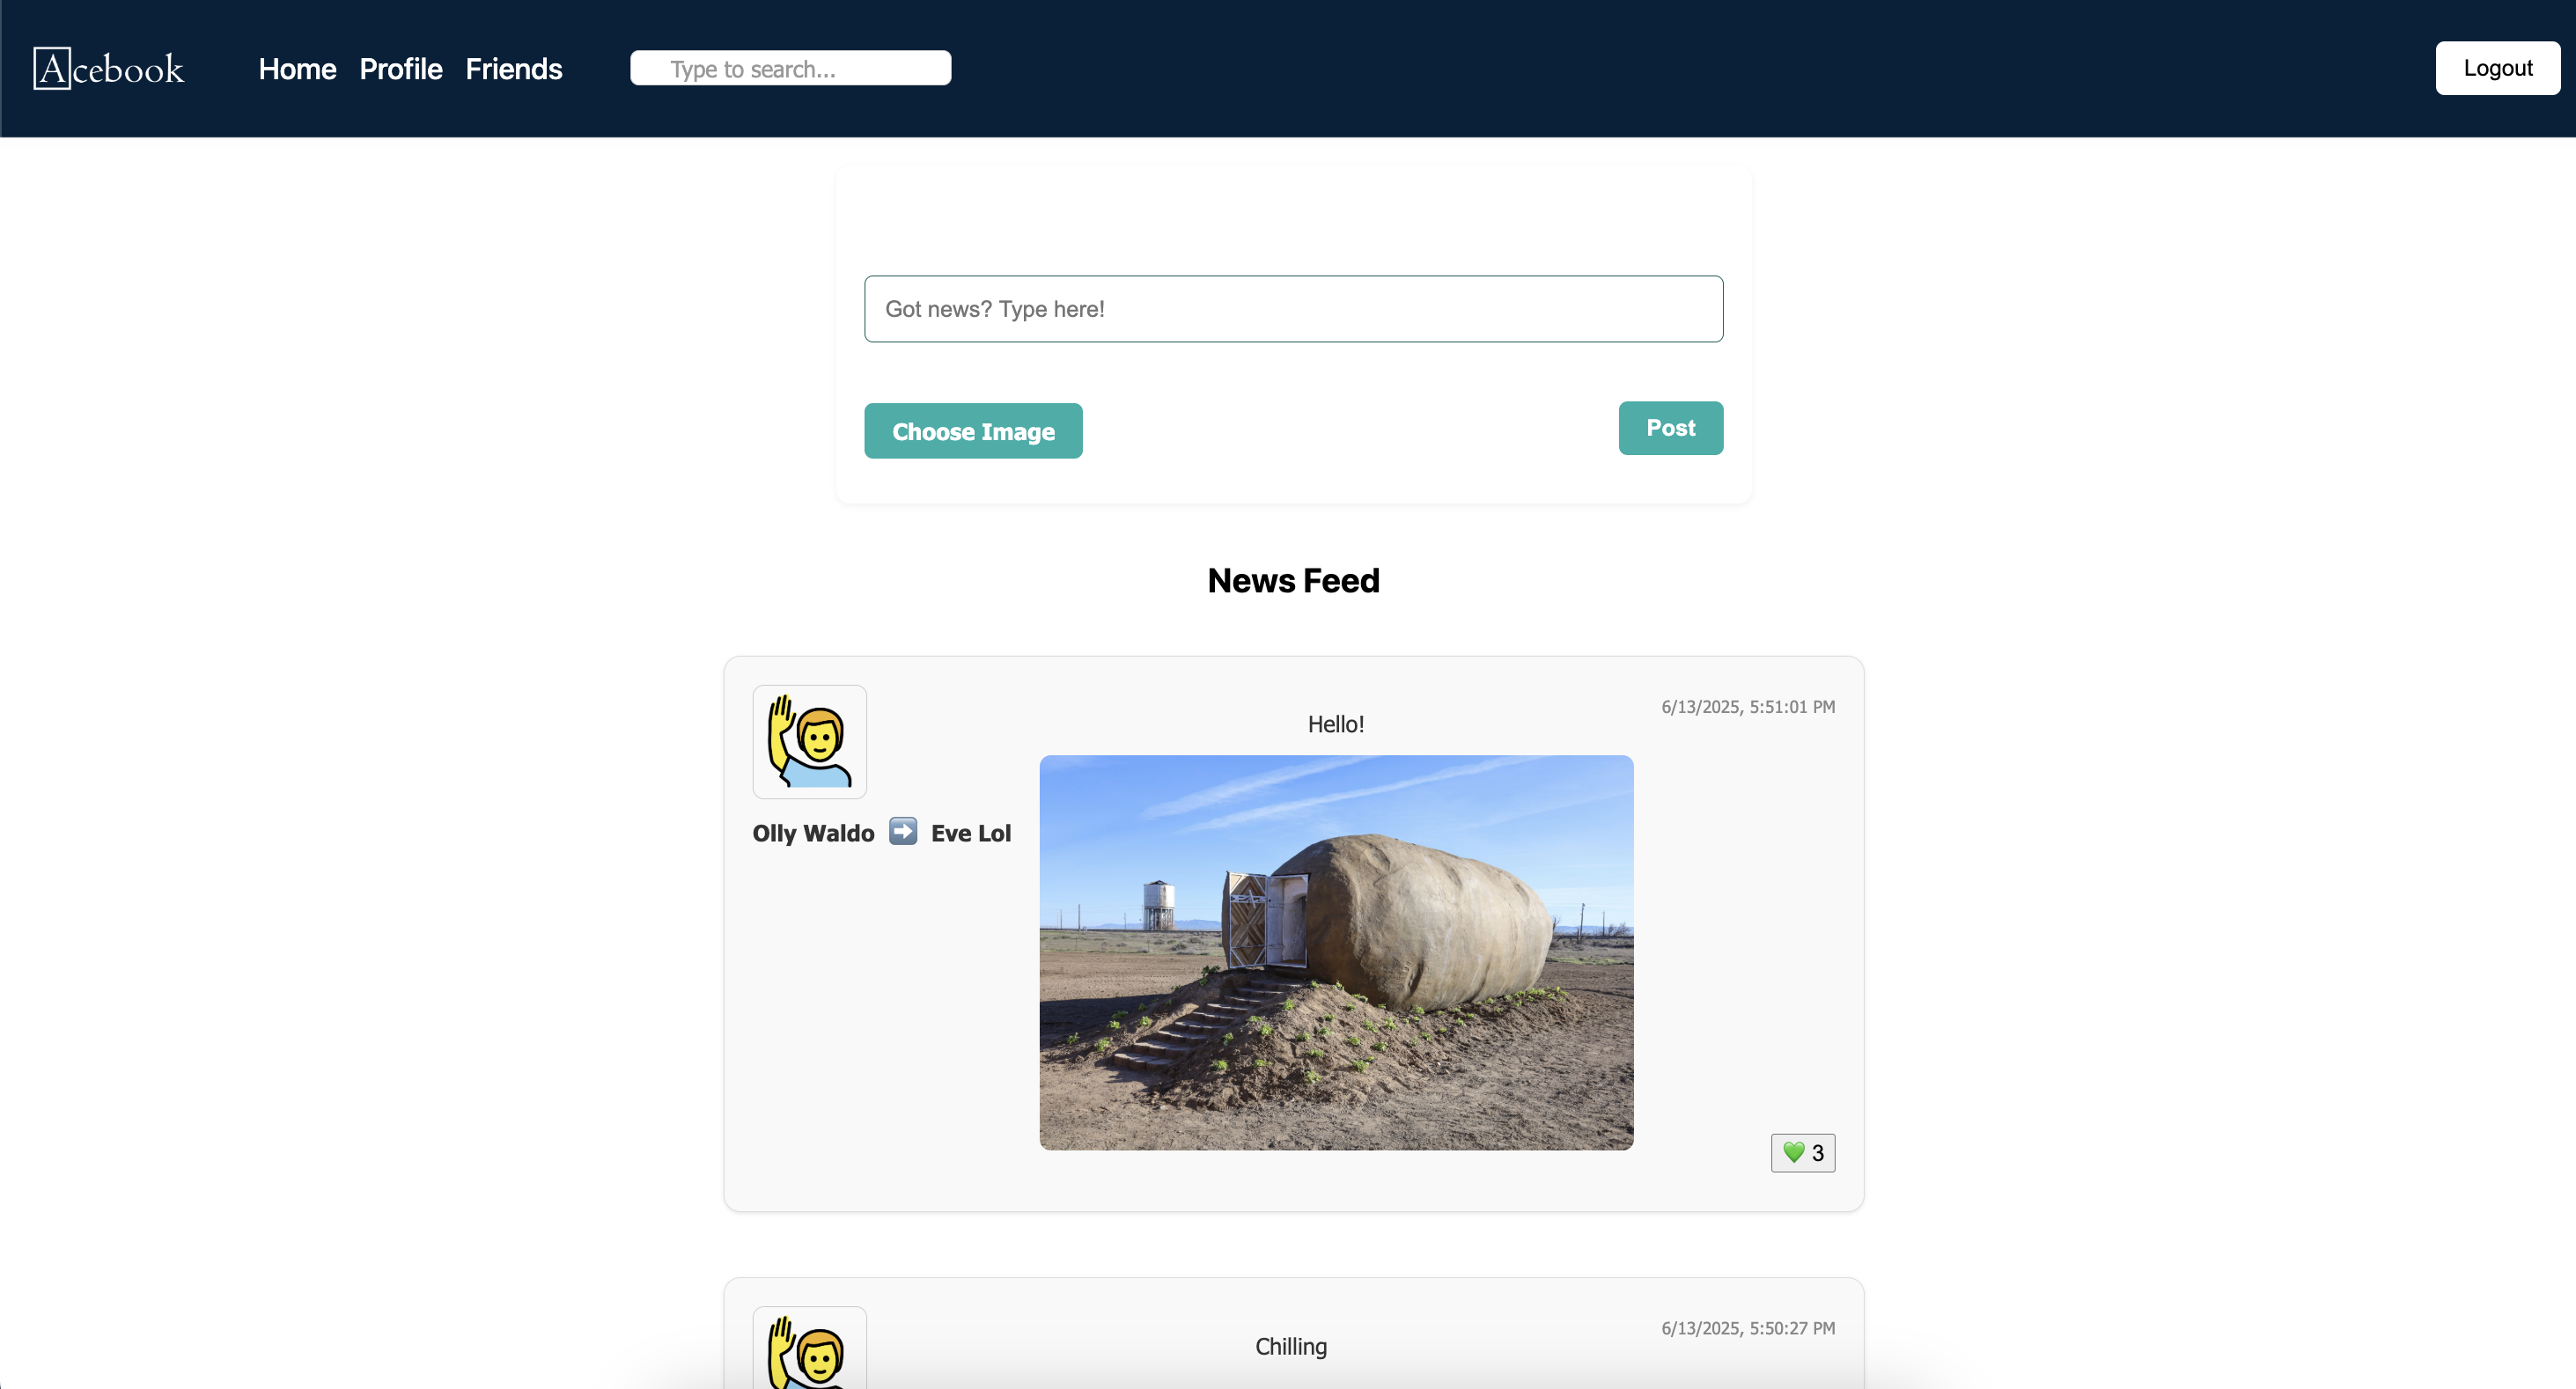 Acebook Home Profile Friends Type to search... Logout
Got news? Type here!
Choose Image Post
News Feed
6/13/2025, 5:51:01 PM
Hello!
Olly Waldo ➡️ Eve Lol
💚 3
6/13/2025, 5:50:27 PM
Chilling